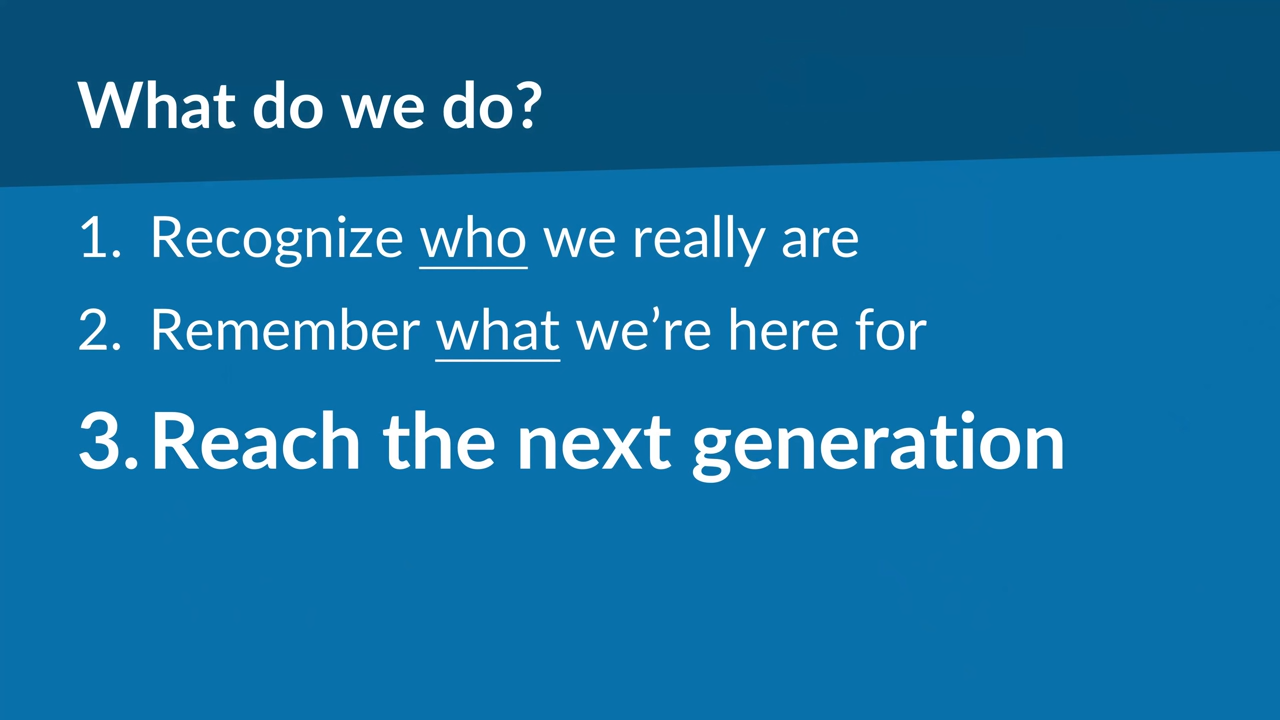 What do we do?
1. Recognize who we really are
2. Remember what we’re here for
3. Reach the next generation